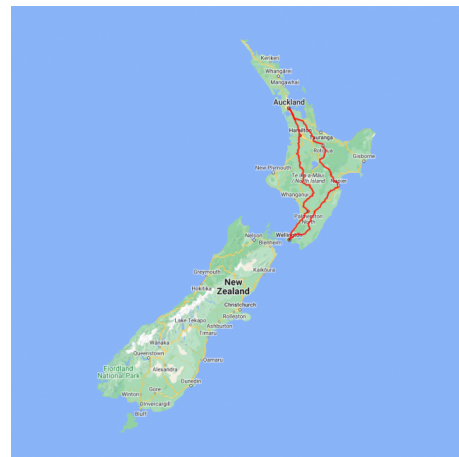 Kerikeri
Whangārei
Mangawhai
Auckland
Hamilton
Tauranga
Rotorua
Gisborne
New Plymouth
Te Ika-a-Māui
North Island
Napier
Whanganui
Palmerston
North
Wellington
Nelson
Blenheim
Greymouth
Kaikōura
New
Zealand
Hokitika
Christchurch
Rolleston
Lake Tekapo
Ashburton
Timaru
Wānaka
Queenstown
Oamaru
Fiordland
National Park
Alexandra
Dunedin
Gore
Winton
Invercargill
Bluff